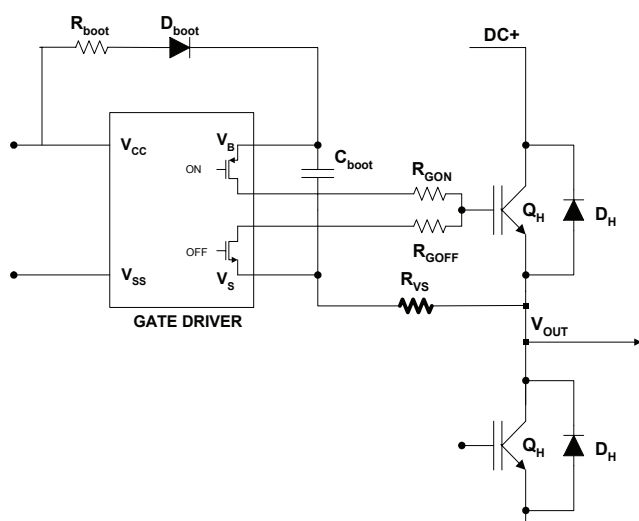 R_boot D_boot
DC+
V_CC V_B
C_boot
ON
R_GON
Q_H D_H
OFF
R_GOFF
V_SS V_S
R_VS
GATE DRIVER
V_OUT
Q_H D_H